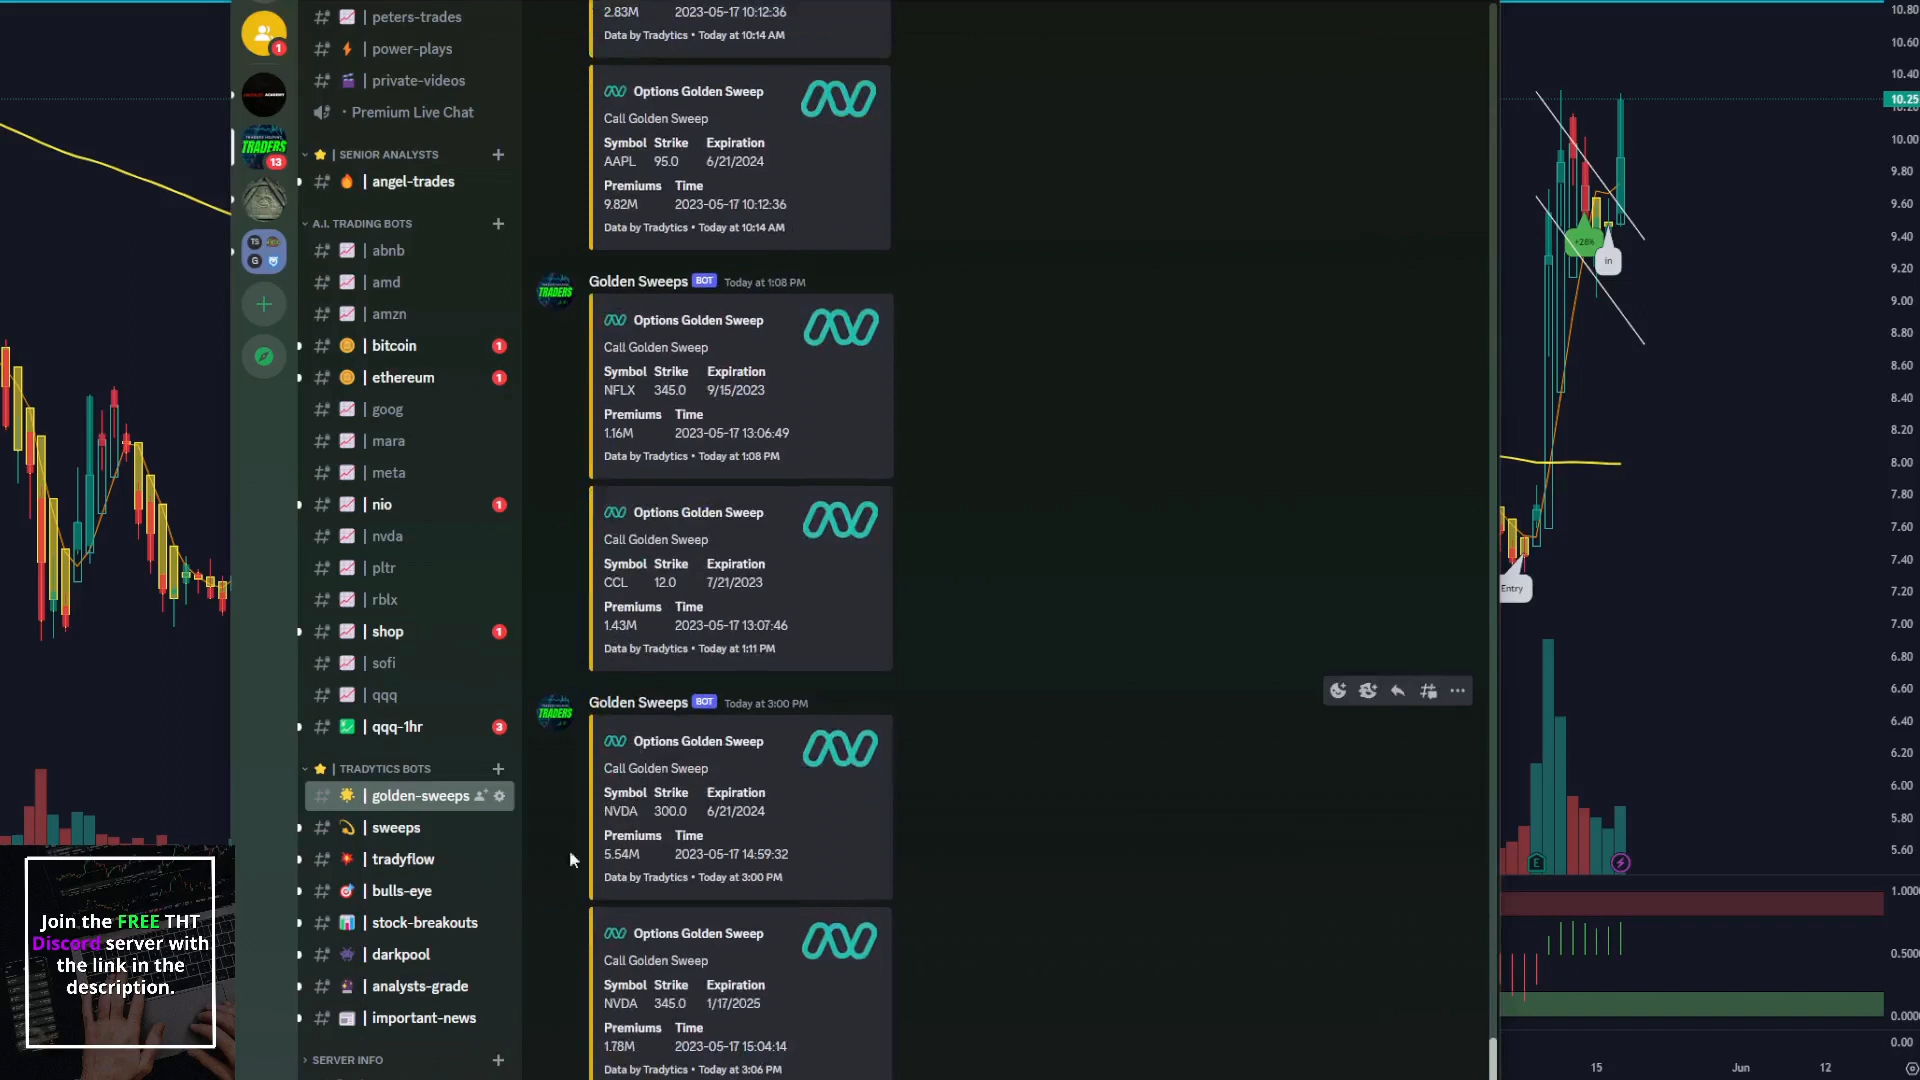 | peters-trades
| power-plays
| private-videos
• Premium Live Chat
| SENIOR ANALYSTS
| angel-trades
A.I. TRADING BOTS
| abnb
| amd
| amzn
| bitcoin 1
| ethereum 1
| goog
| mara
| meta
| nio 1
| nvda
| pltr
| rblx
| shop 1
| sofi
| qqq
| qqq-1hr 3
| TRADYTICS BOTS
| golden-sweeps
| sweeps
| tradyflow
| bulls-eye
| stock-breakouts
| darkpool
| analysts-grade
| important-news
SERVER INFO
1
TRADERS
13
TS
G
2.83M 2023-05-17 10:12:36
Data by Tradytics • Today at 10:14 AM
Options Golden Sweep
Call Golden Sweep
Symbol Strike Expiration
AAPL 95.0 6/21/2024
Premiums Time
9.82M 2023-05-17 10:12:36
Data by Tradytics • Today at 10:14 AM
TRADERS
Golden Sweeps BOT Today at 1:08 PM
Options Golden Sweep
Call Golden Sweep
Symbol Strike Expiration
NFLX 345.0 9/15/2023
Premiums Time
1.16M 2023-05-17 13:06:49
Data by Tradytics • Today at 1:08 PM
Options Golden Sweep
Call Golden Sweep
Symbol Strike Expiration
CCL 12.0 7/21/2023
Premiums Time
1.43M 2023-05-17 13:07:46
Data by Tradytics • Today at 1:11 PM
TRADERS
Golden Sweeps BOT Today at 3:00 PM
Options Golden Sweep
Call Golden Sweep
Symbol Strike Expiration
NVDA 300.0 6/21/2024
Premiums Time
5.54M 2023-05-17 14:59:32
Data by Tradytics • Today at 3:00 PM
Options Golden Sweep
Call Golden Sweep
Symbol Strike Expiration
NVDA 345.0 1/17/2025
Premiums Time
1.78M 2023-05-17 15:04:14
Data by Tradytics • Today at 3:06 PM
Join the FREE THT
Discord server with
the link in the
description.
in
Entry
E
10.80
10.60
10.40
10.25
10.00
9.80
9.60
9.40
9.20
9.00
8.80
8.60
8.40
8.20
8.00
7.80
7.60
7.40
7.20
7.00
6.80
6.60
6.40
6.20
6.00
5.80
5.60
1.0000
0.5000
0.0000
0.00
15 Jun 12